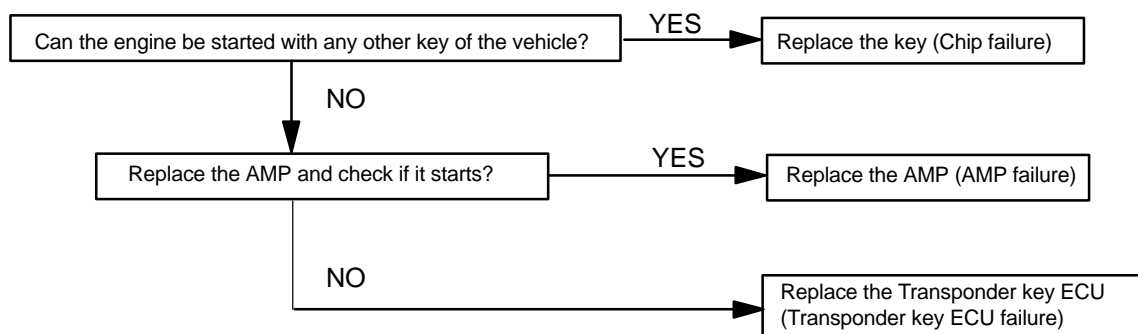 Can the engine be started with any other key of the vehicle?
YES
Replace the key (Chip failure)
NO
Replace the AMP and check if it starts?
YES
Replace the AMP (AMP failure)
NO
Replace the Transponder key ECU
(Transponder key ECU failure)